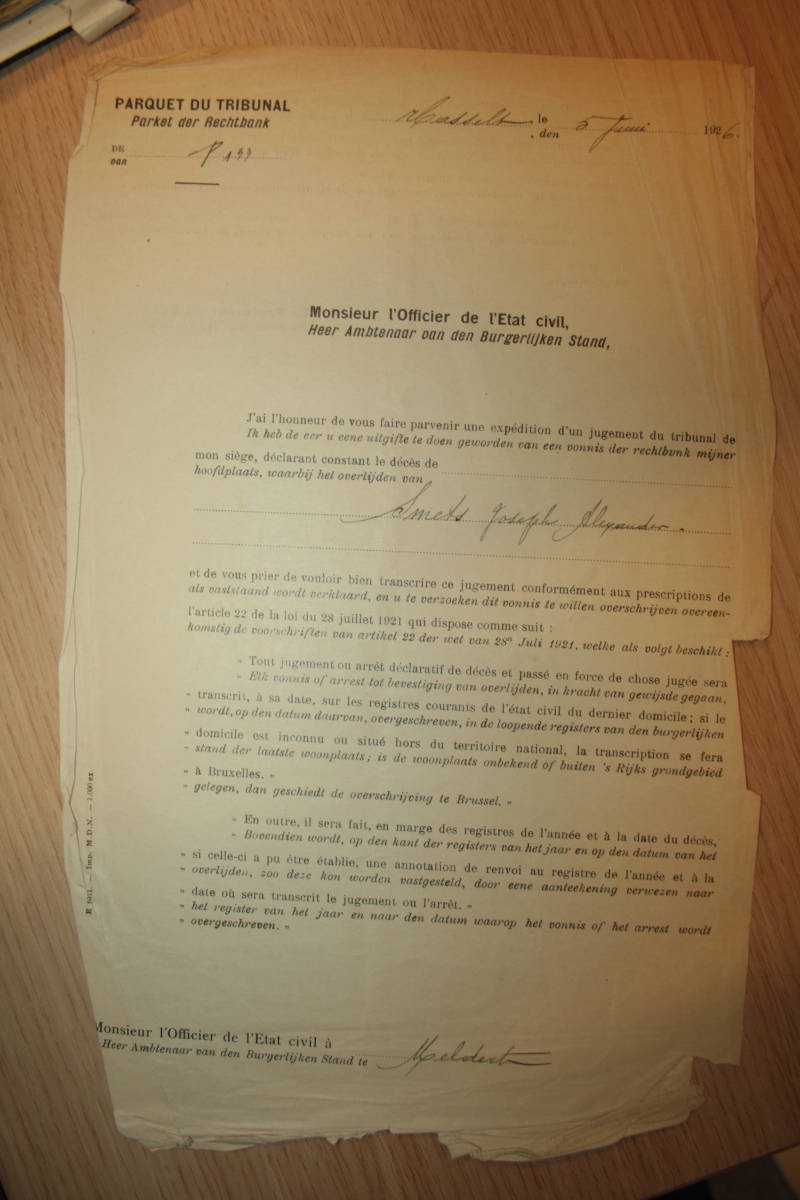 PARQUET DU TRIBUNAL
Parket der Rechtbank
Hasselt le 5 Juni 1926.
, den
DE
van
133
Monsieur l'Officier de l'Etat civil,
Heer Ambtenaar van den Burgerlijken Stand,
J'ai l'honneur de vous faire parvenir une expédition d'un jugement du tribunal de
Ik heb de eer u eene uitgifte te doen geworden van een vonnis der rechtbank mijner
mon siège, déclarant constant le décès de
hoofdplaats, waarbij het overlijden van
Smets Joseph Alexander.
et de vous prier de vouloir bien transcrire ce jugement conformément aux prescriptions de
als vaststaand wordt verklaard, en u te verzoeken dit vonnis te willen overschrijven overeen-
l'article 22 de la loi du 28 juillet 1921 qui dispose comme suit :
komstig de voorschriften van artikel 22 der wet van 28n Juli 1921, welke als volgt beschikt :
" Tout jugement ou arrêt déclaratif de décès et passé en force de chose jugée sera
" Elk vonnis of arrest tot bevestiging van overlijden, in kracht van gewijsde gegaan,
" transcrit, à sa date, sur les registres courants de l'état civil du dernier domicile ; si le
" wordt, op den datum daarvan, overgeschreven, in de loopende registers van den burgerlijken
" domicile est inconnu ou situé hors du territoire national, la transcription se fera
" stand der laatste woonplaats ; is de woonplaats onbekend of buiten 's Rijks grondgebied
" à Bruxelles. "
" gelegen, dan geschiedt de overschrijving te Brussel. "
" En outre, il sera fait, en marge des registres de l'année et à la date du décès,
" Bovendien wordt, op den kant der registers van het jaar en op den datum van het
" si celle-ci a pu être établie, une annotation de renvoi au registre de l'année et à la
" overlijden, zoo deze kon worden vastgesteld, door eene aanteekening verwezen naar
" date où sera transcrit le jugement ou l'arrêt. "
" het register van het jaar en naar den datum waarop het vonnis of het arrest wordt
" overgeschreven. "
— Imp. M.D.N. — 1.000 ex
Monsieur l'Officier de l'Etat civil à
Heer Ambtenaar van den Burgerlijken Stand te
Meldert